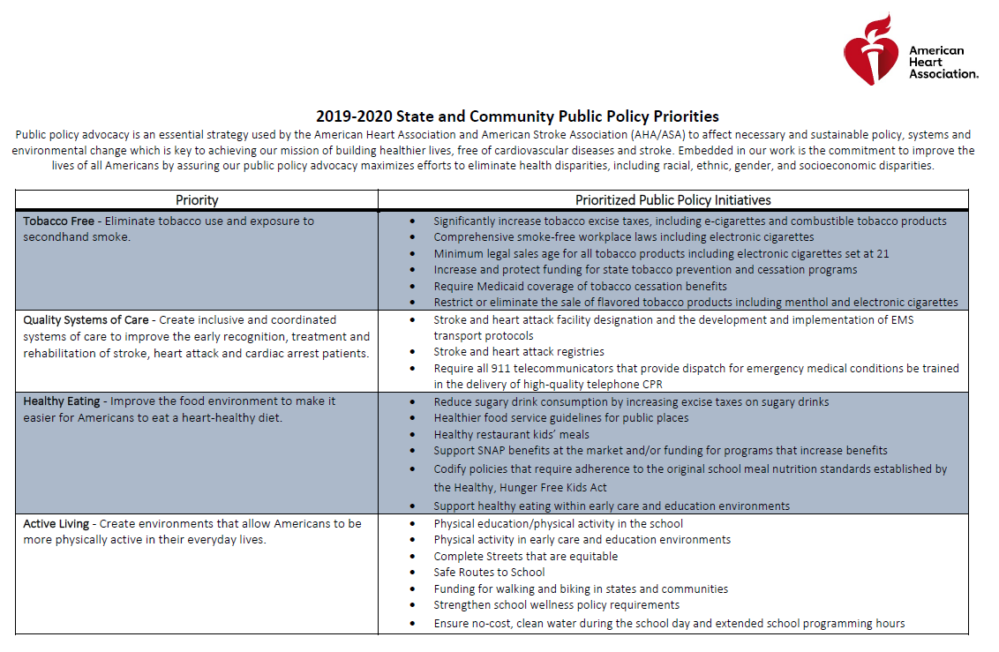 American
Heart
Association®
2019-2020 State and Community Public Policy Priorities
Public policy advocacy is an essential strategy used by the American Heart Association and American Stroke Association (AHA/ASA) to affect necessary and sustainable policy, systems and
environmental change which is key to achieving our mission of building healthier lives, free of cardiovascular diseases and stroke. Embedded in our work is the commitment to improve the
lives of all Americans by assuring our public policy advocacy maximizes efforts to eliminate health disparities, including racial, ethnic, gender, and socioeconomic disparities.
Priority
Prioritized Public Policy Initiatives
Tobacco Free - Eliminate tobacco use and exposure to
secondhand smoke.
• Significantly increase tobacco excise taxes, including e-cigarettes and combustible tobacco products
• Comprehensive smoke-free workplace laws including electronic cigarettes
• Minimum legal sales age for all tobacco products including electronic cigarettes set at 21
• Increase and protect funding for state tobacco prevention and cessation programs
• Require Medicaid coverage of tobacco cessation benefits
• Restrict or eliminate the sale of flavored tobacco products including menthol and electronic cigarettes
Quality Systems of Care - Create inclusive and coordinated
systems of care to improve the early recognition, treatment and
rehabilitation of stroke, heart attack and cardiac arrest patients.
• Stroke and heart attack facility designation and the development and implementation of EMS
transport protocols
• Stroke and heart attack registries
• Require all 911 telecommunicators that provide dispatch for emergency medical conditions be trained
in the delivery of high-quality telephone CPR
Healthy Eating - Improve the food environment to make it
easier for Americans to eat a heart-healthy diet.
• Reduce sugary drink consumption by increasing excise taxes on sugary drinks
• Healthier food service guidelines for public places
• Healthy restaurant kids' meals
• Support SNAP benefits at the market and/or funding for programs that increase benefits
• Codify policies that require adherence to the original school meal nutrition standards established by
the Healthy, Hunger Free Kids Act
• Support healthy eating within early care and education environments
Active Living - Create environments that allow Americans to be
more physically active in their everyday lives.
• Physical education/physical activity in the school
• Physical activity in early care and education environments
• Complete Streets that are equitable
• Safe Routes to School
• Funding for walking and biking in states and communities
• Strengthen school wellness policy requirements
• Ensure no-cost, clean water during the school day and extended school programming hours